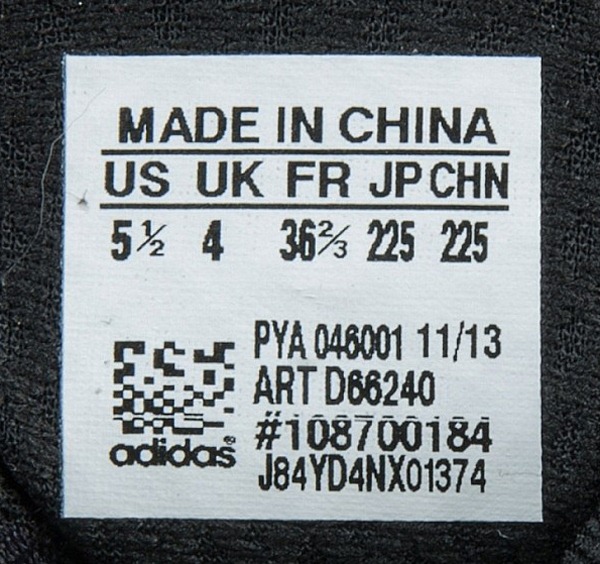 MADE IN CHINA
US UK FR JP CHN
5½ 4 36⅔ 225 225
PYA 046001 11/13
ART D66240
#108700184
J84YD4NX01374
adidas®